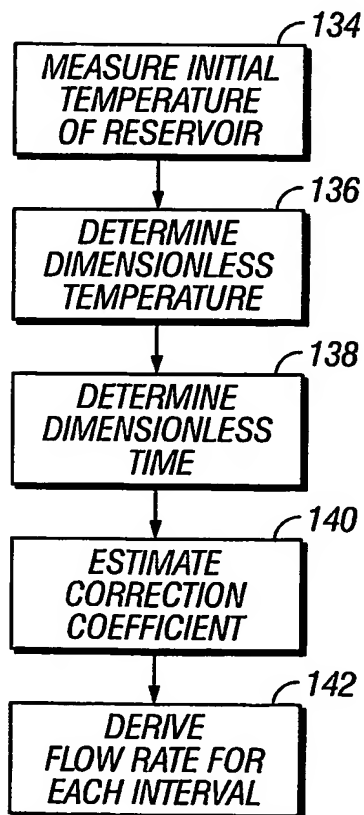 134
MEASURE INITIAL
TEMPERATURE
OF RESERVOIR
136
DETERMINE
DIMENSIONLESS
TEMPERATURE
138
DETERMINE
DIMENSIONLESS
TIME
140
ESTIMATE
CORRECTION
COEFFICIENT
142
DERIVE
FLOW RATE FOR
EACH INTERVAL